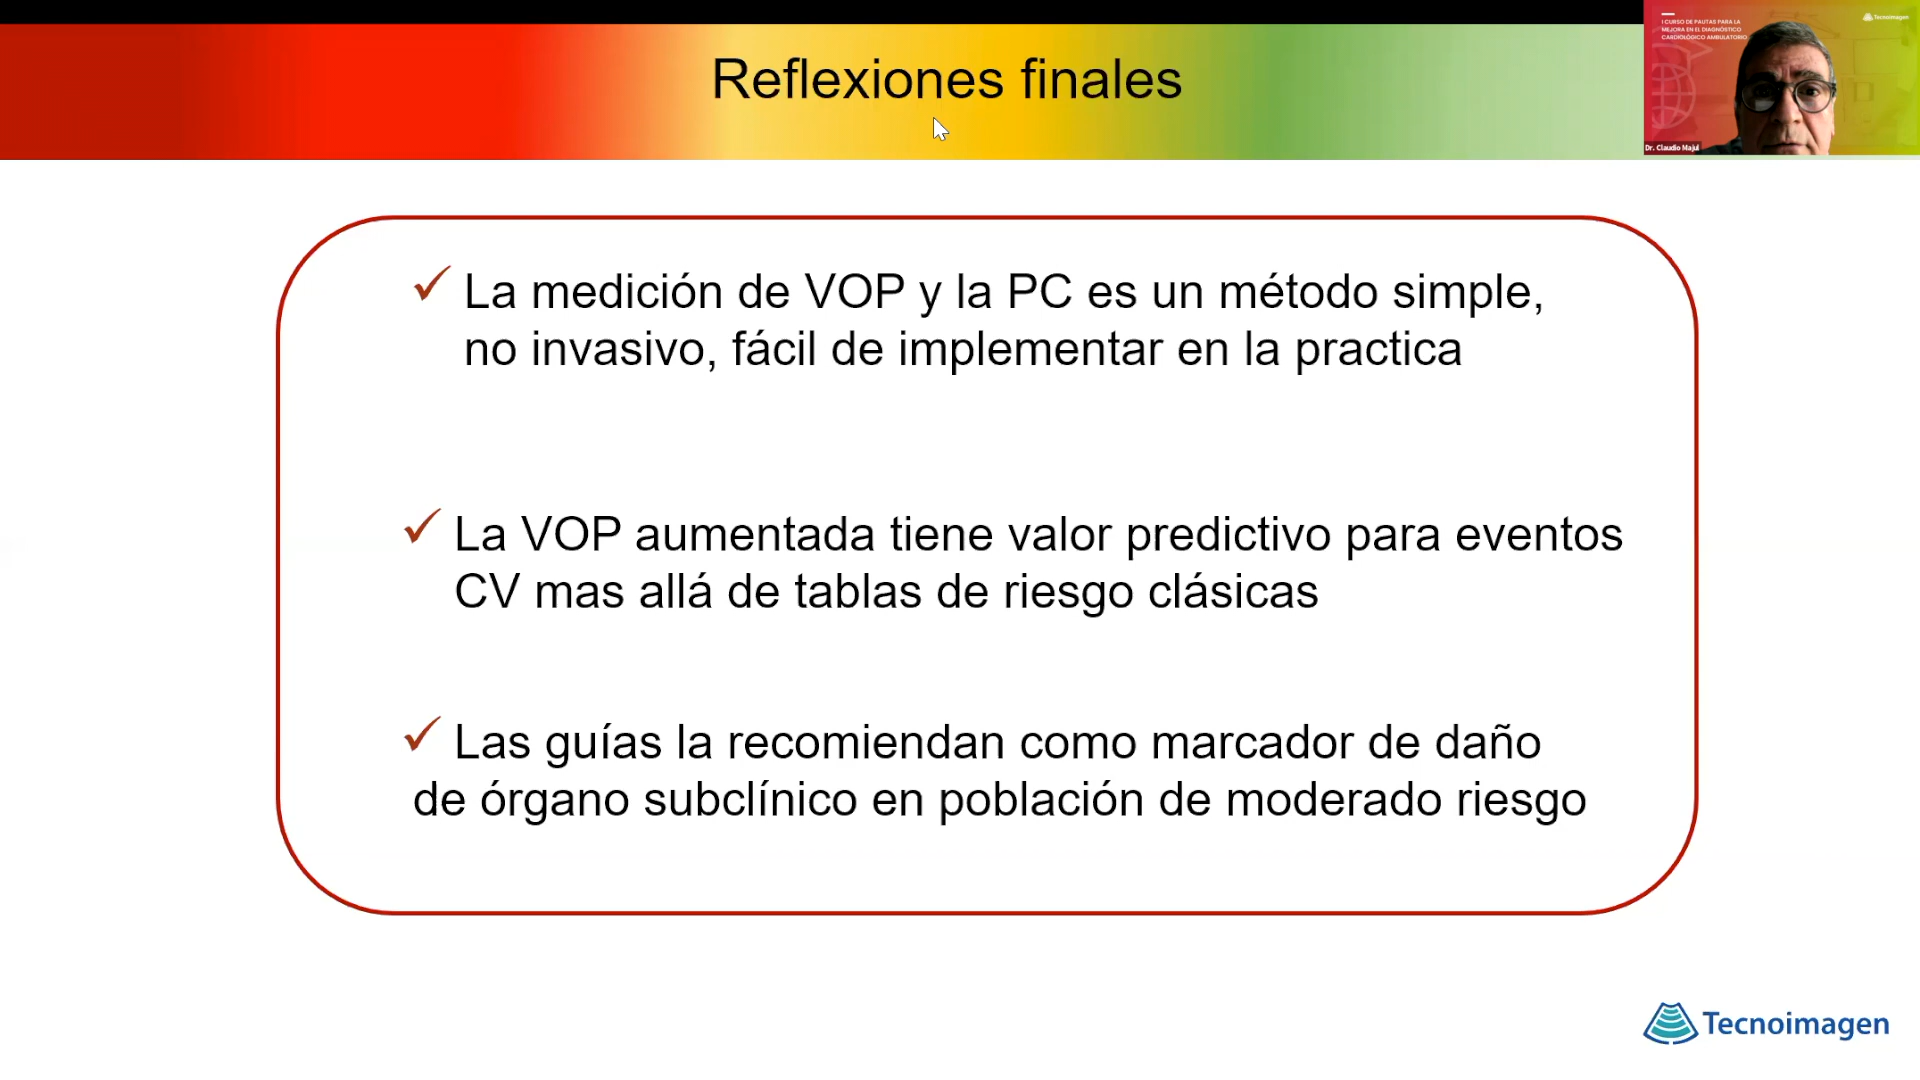 Reflexiones finales
I CURSO DE PAUTAS PARA LA
MEJORA EN EL DIAGNÓSTICO
CARDIOLÓGICO AMBULATORIO
Tecnoimagen
Dr. Claudio Majul
La medición de VOP y la PC es un método simple,
no invasivo, fácil de implementar en la practica
La VOP aumentada tiene valor predictivo para eventos
CV mas allá de tablas de riesgo clásicas
Las guías la recomiendan como marcador de daño
de órgano subclínico en población de moderado riesgo
Tecnoimagen